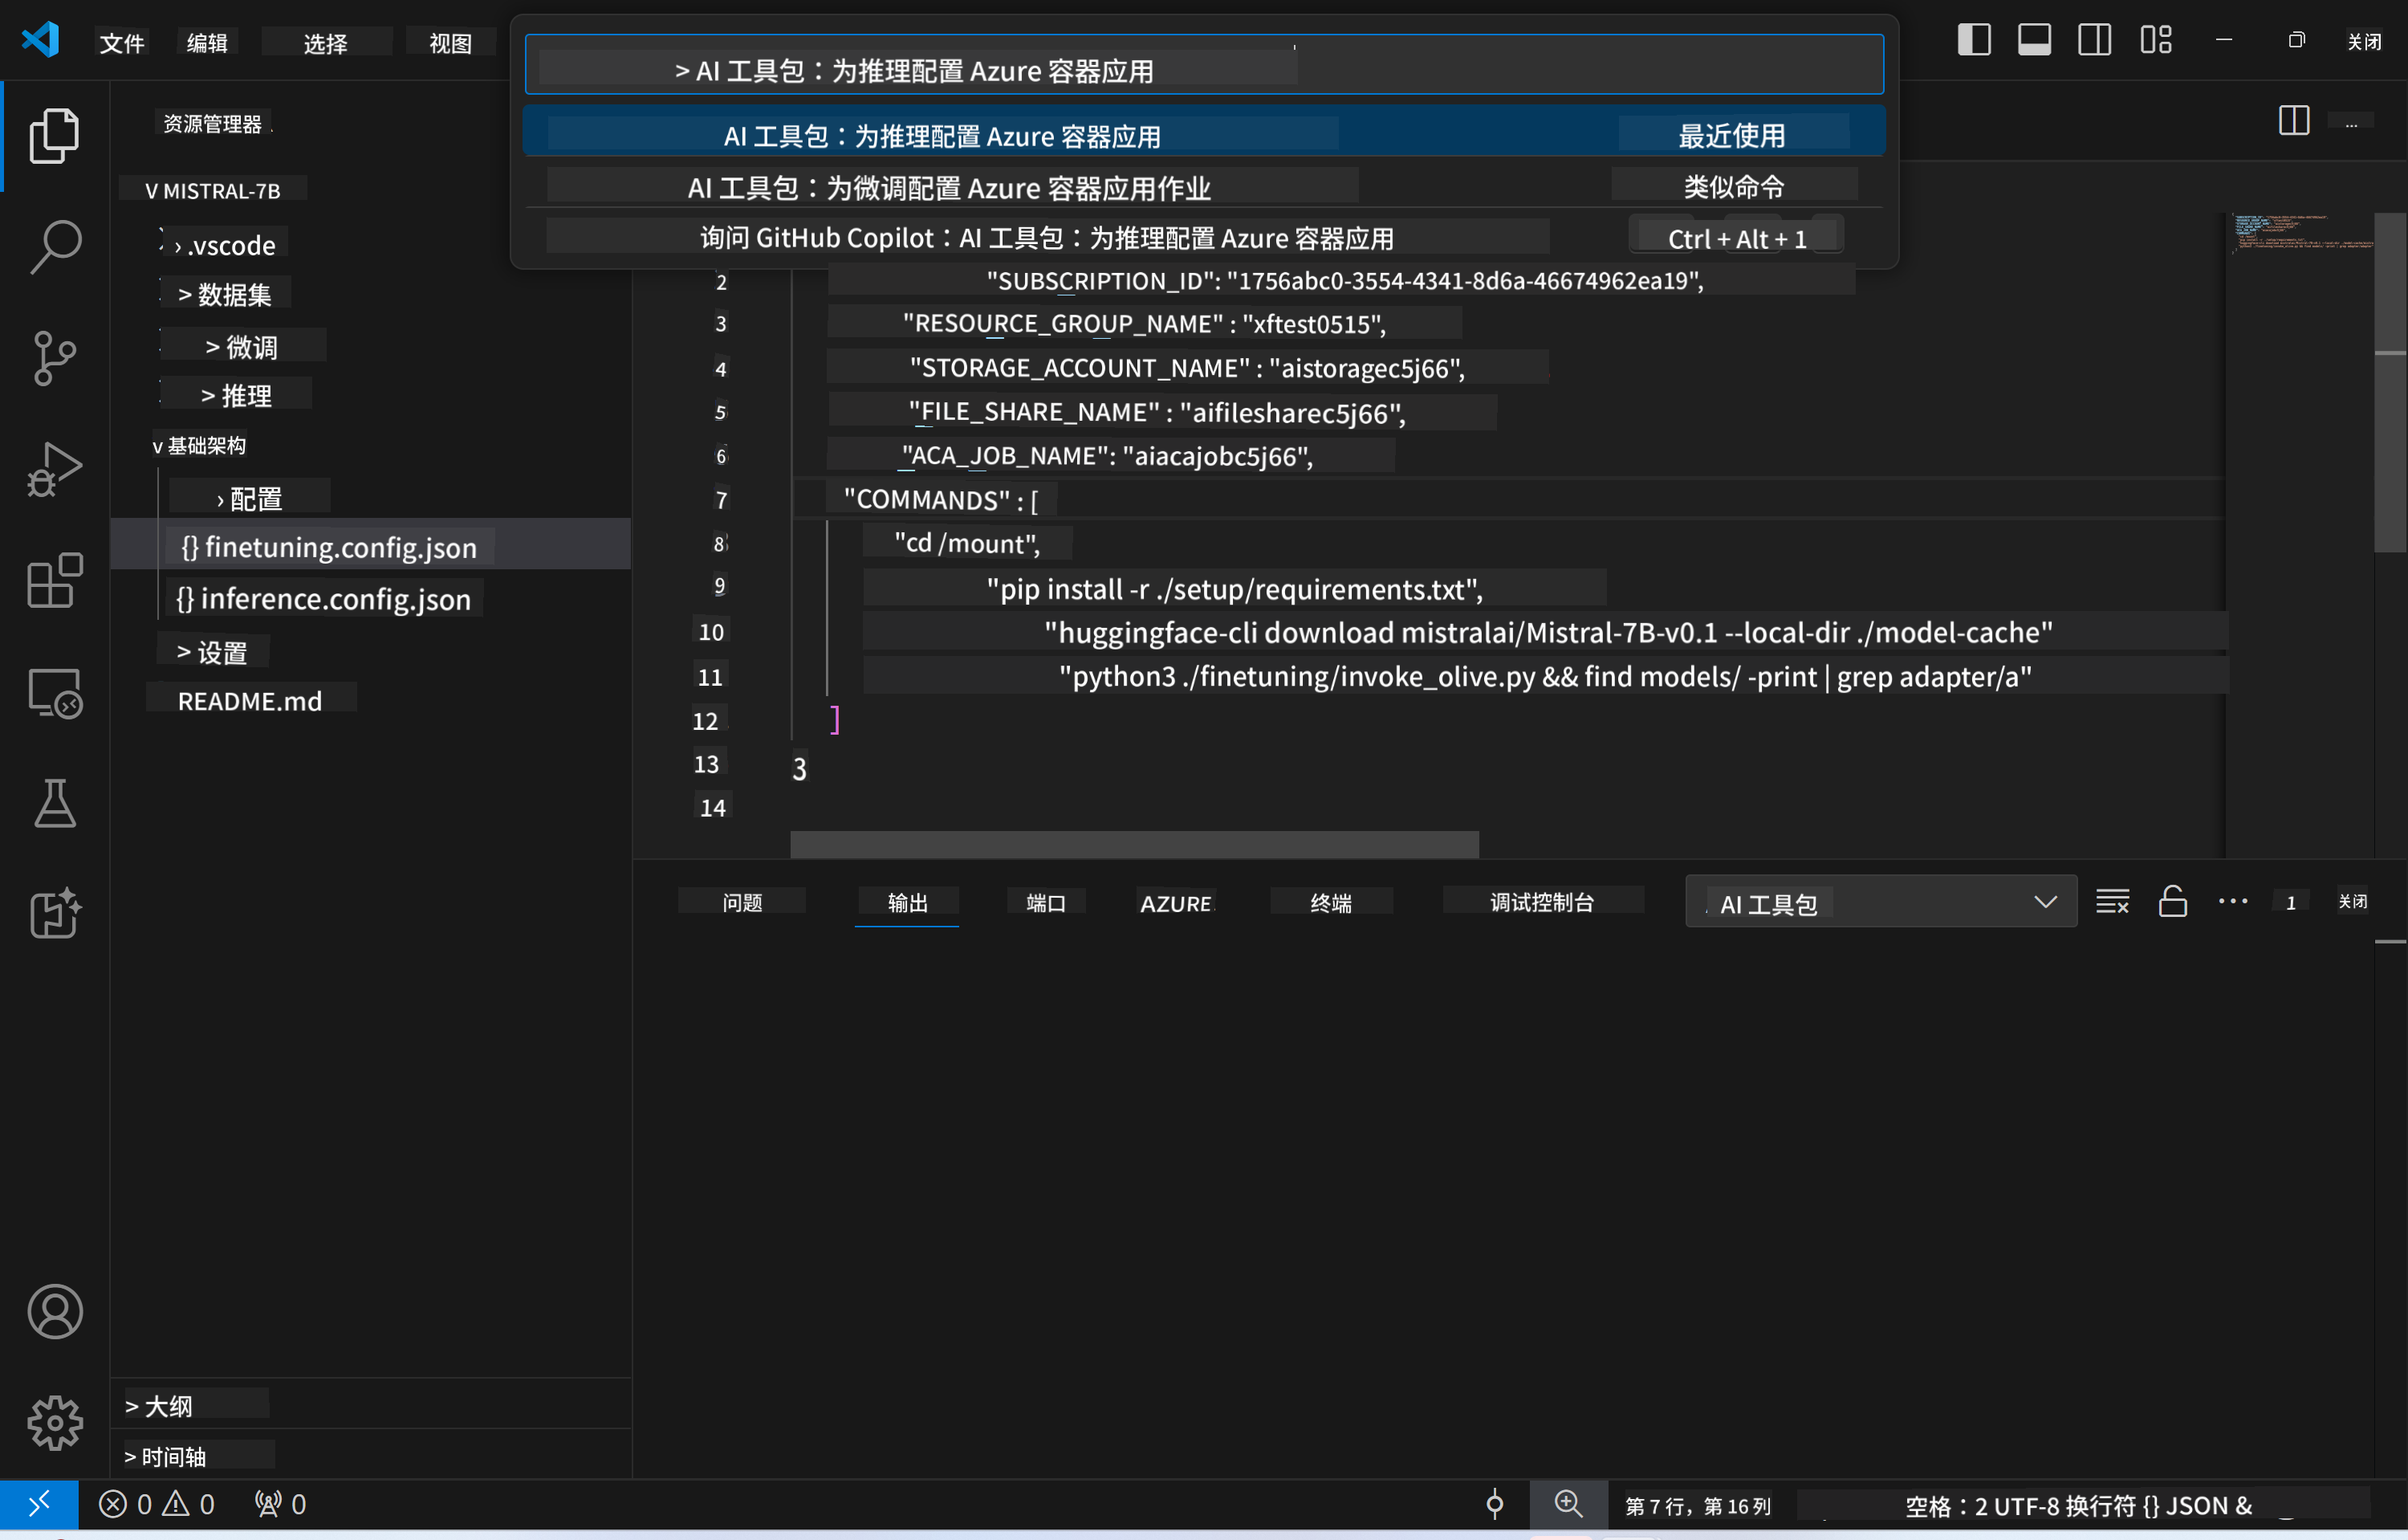 文件 编辑 选择 视图
> AI 工具包：为推理配置 Azure 容器应用
关闭
AI 工具包：为推理配置 Azure 容器应用 最近使用
AI 工具包：为微调配置 Azure 容器应用作业 类似命令
询问 GitHub Copilot：AI 工具包：为推理配置 Azure 容器应用 Ctrl + Alt + 1
资源管理器
...
v MISTRAL-7B
› .vscode
> 数据集
> 微调
> 推理
v 基础架构
› 配置
{} finetuning.config.json
{} inference.config.json
> 设置
README.md
> 大纲
> 时间轴
2 "SUBSCRIPTION_ID": "1756abc0-3554-4341-8d6a-46674962ea19",
3 "RESOURCE_GROUP_NAME" : "xftest0515",
4 "STORAGE_ACCOUNT_NAME" : "aistoragec5j66",
5 "FILE_SHARE_NAME" : "aifilesharec5j66",
6 "ACA_JOB_NAME": "aiacajobc5j66",
7 "COMMANDS" : [
8 "cd /mount",
9 "pip install -r ./setup/requirements.txt",
10 "huggingface-cli download mistralai/Mistral-7B-v0.1 --local-dir ./model-cache"
11 "python3 ./finetuning/invoke_olive.py && find models/ -print | grep adapter/a"
12 ]
13 3
14
问题 输出 端口 AZURE 终端 调试控制台 AI 工具包 ... 1 关闭
0 0 0 第 7 行，第 16 列 空格：2 UTF-8 换行符 {} JSON &